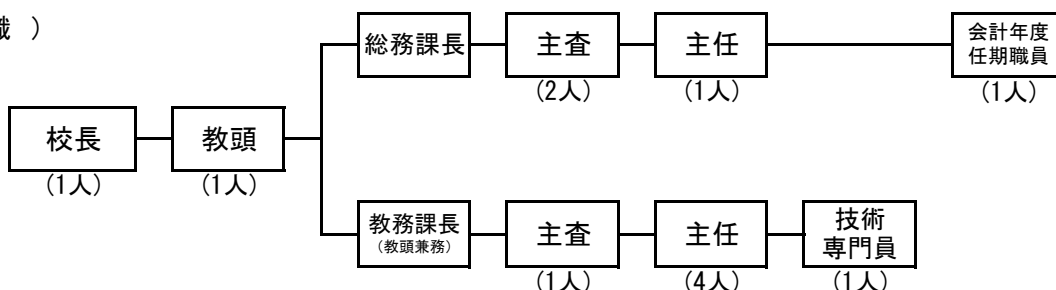 職 )
総務課長
主査
(2人)
主任
(1人)
会計年度
任期職員
(1人)
校長
(1人)
教頭
(1人)
教務課長
(教頭兼務)
主査
(1人)
主任
(4人)
技術
専門員
(1人)